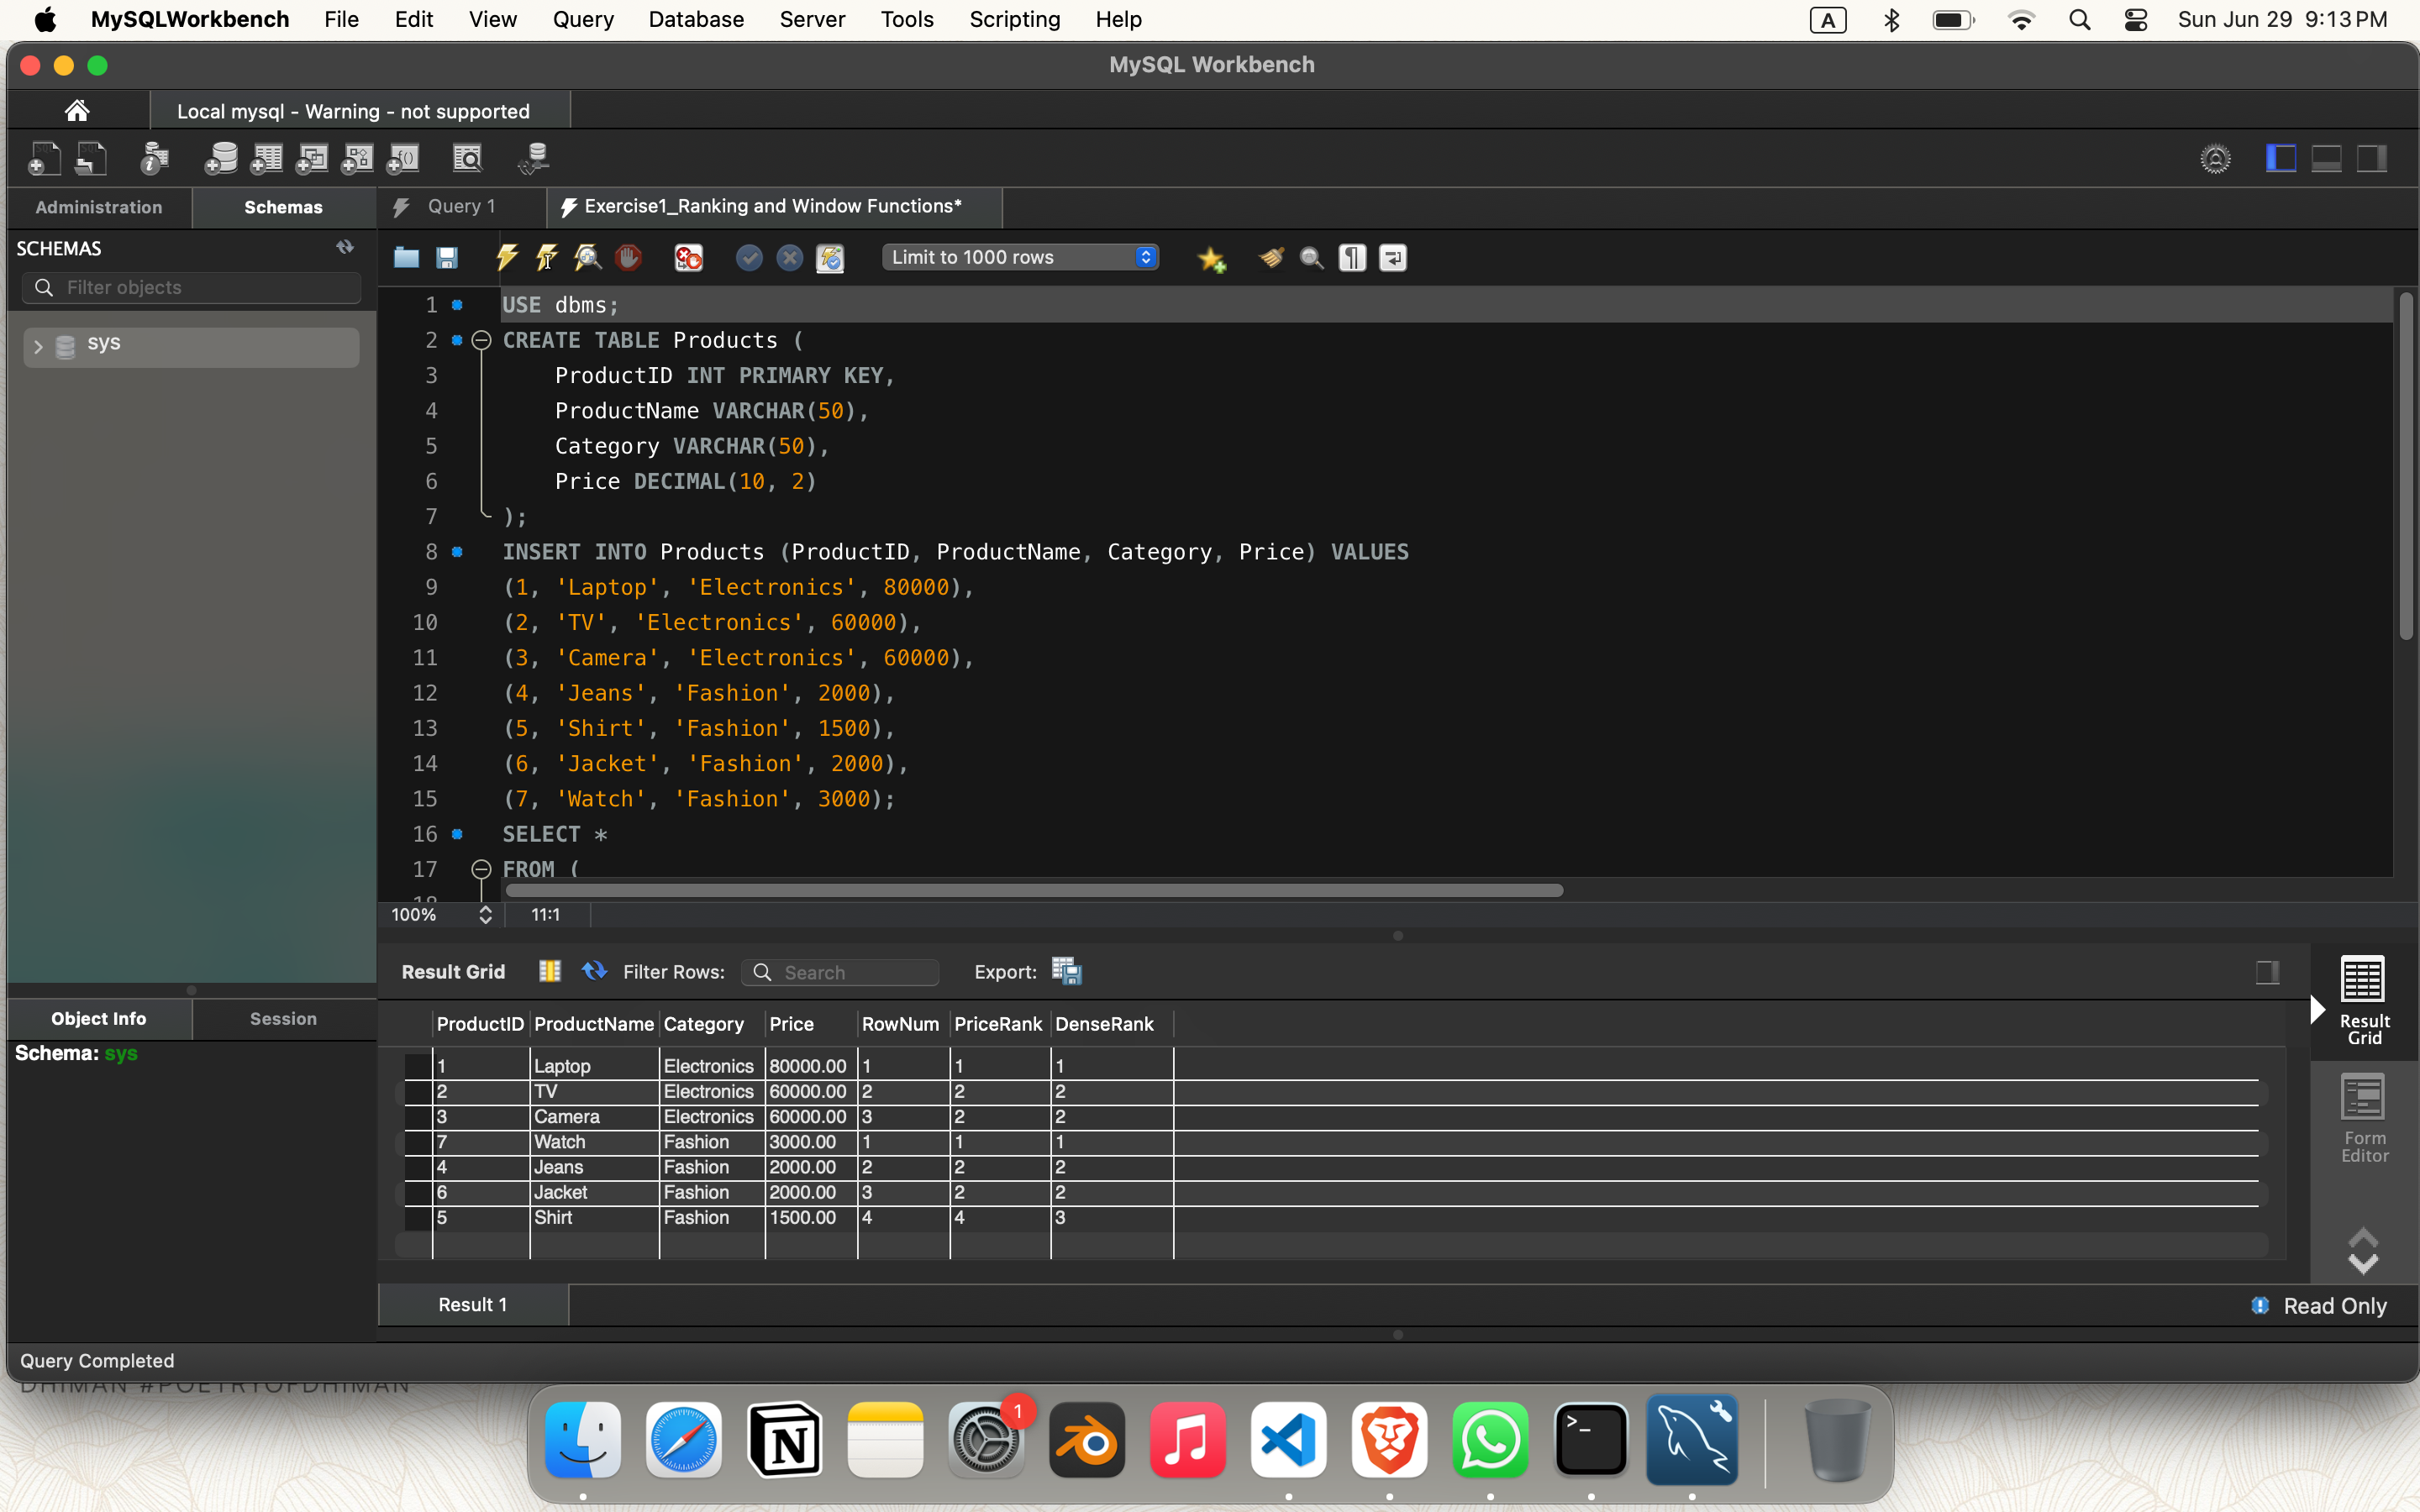 MySQLWorkbench File Edit View Query Database Server Tools Scripting Help A Sun Jun 29 9:13 PM
MySQL Workbench
Local mysql - Warning - not supported
Administration Schemas Query 1 Exercise1_Ranking and Window Functions*
SCHEMAS
Limit to 1000 rows
Filter objects
sys
1 USE dbms;
2 CREATE TABLE Products (
3 ProductID INT PRIMARY KEY,
4 ProductName VARCHAR(50),
5 Category VARCHAR(50),
6 Price DECIMAL(10, 2)
7 );
8 INSERT INTO Products (ProductID, ProductName, Category, Price) VALUES
9 (1, 'Laptop', 'Electronics', 80000),
10 (2, 'TV', 'Electronics', 60000),
11 (3, 'Camera', 'Electronics', 60000),
12 (4, 'Jeans', 'Fashion', 2000),
13 (5, 'Shirt', 'Fashion', 1500),
14 (6, 'Jacket', 'Fashion', 2000),
15 (7, 'Watch', 'Fashion', 3000);
16 SELECT *
17 FROM (
18
100% 11:1
Result Grid Filter Rows: Search Export:
Object Info Session
Schema: sys
ProductID ProductName Category Price RowNum PriceRank DenseRank
1 Laptop Electronics 80000.00 1 1 1
2 TV Electronics 60000.00 2 2 2
3 Camera Electronics 60000.00 3 2 2
7 Watch Fashion 3000.00 1 1 1
4 Jeans Fashion 2000.00 2 2 2
6 Jacket Fashion 2000.00 3 2 2
5 Shirt Fashion 1500.00 4 4 3
Result
Grid
Form
Editor
Result 1
Read Only
Query Completed
DHIMAN #POETRYOFDHIMAN
1